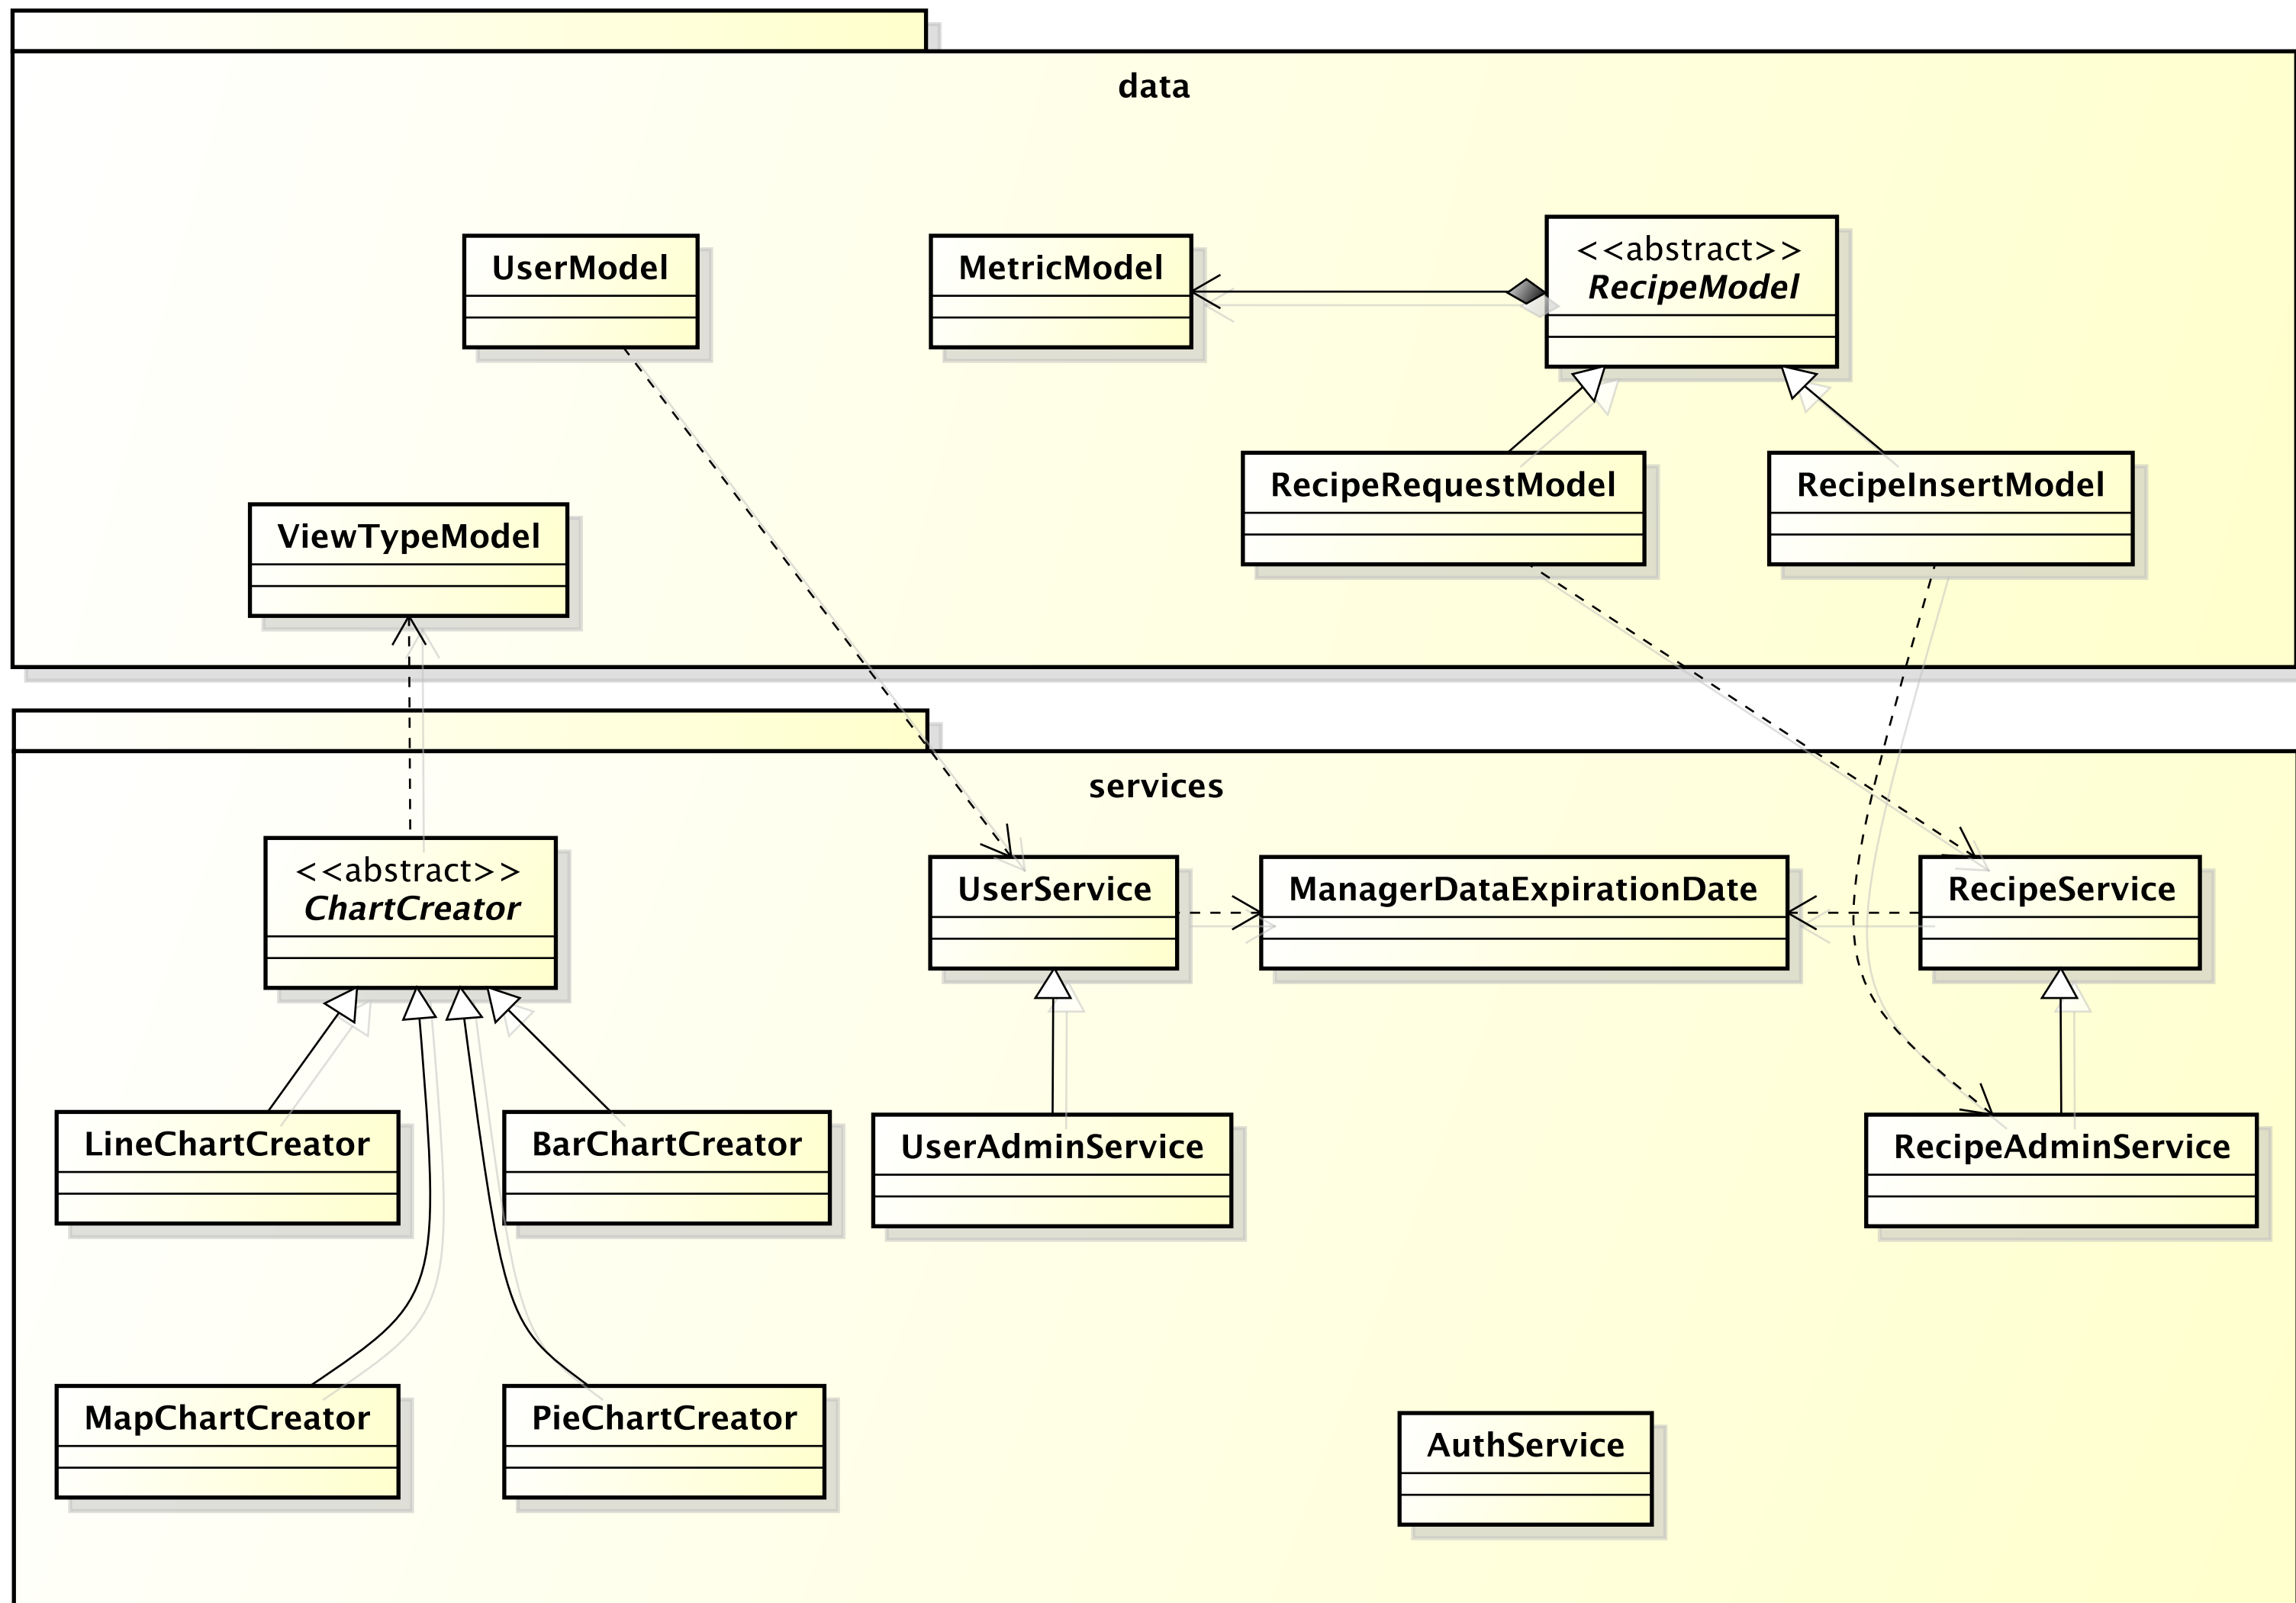 data
UserModel
MetricModel
<<abstract>>
RecipeModel
RecipeRequestModel
RecipeInsertModel
ViewTypeModel
services
<<abstract>>
ChartCreator
UserService
ManagerDataExpirationDate
RecipeService
LineChartCreator
BarChartCreator
UserAdminService
RecipeAdminService
MapChartCreator
PieChartCreator
AuthService